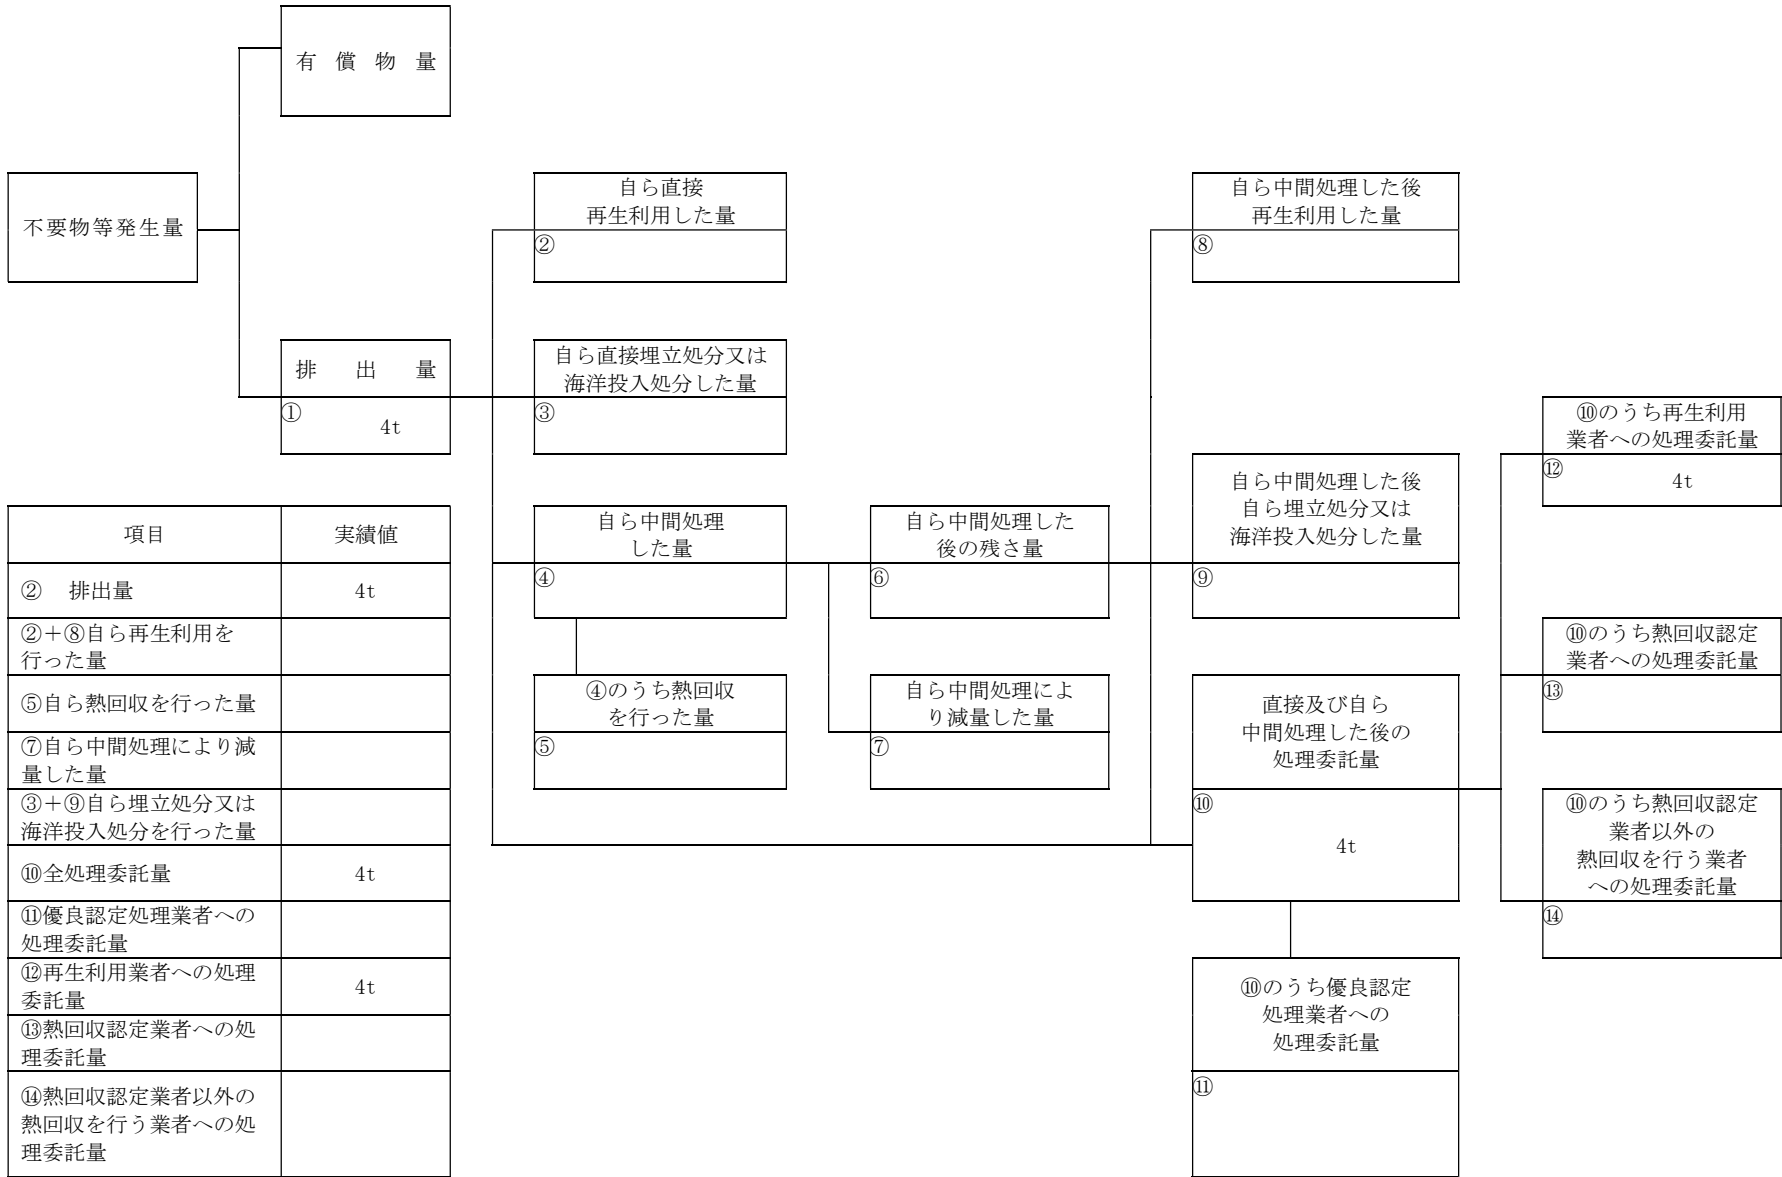 有償物量
不要物等発生量
自ら直接
再生利用した量
②
自ら中間処理した後
再生利用した量
⑧
排出量
①
4t
自ら直接埋立処分又は
海洋投入処分した量
③
⑩のうち再生利用
業者への処理委託量
⑫
4t
自ら中間処理した後
自ら埋立処分又は
海洋投入処分した量
⑨
自ら中間処理
した量
④
自ら中間処理した
後の残さ量
⑥
⑩のうち熱回収認定
業者への処理委託量
⑬
④のうち熱回収
を行った量
⑤
自ら中間処理によ
り減量した量
⑦
直接及び自ら
中間処理した後の
処理委託量
⑩
4t
⑩のうち熱回収認定
業者以外の
熱回収を行う業者
への処理委託量
⑭
⑩のうち優良認定
処理業者への
処理委託量
⑪
項目 実績値
② 排出量 4t
②＋⑧自ら再生利用を
行った量
⑤自ら熱回収を行った量
⑦自ら中間処理により減
量した量
③＋⑨自ら埋立処分又は
海洋投入処分を行った量
⑩全処理委託量 4t
⑪優良認定処理業者への
処理委託量
⑫再生利用業者への処理
委託量
4t
⑬熱回収認定業者への処
理委託量
⑭熱回収認定業者以外の
熱回収を行う業者への処
理委託量